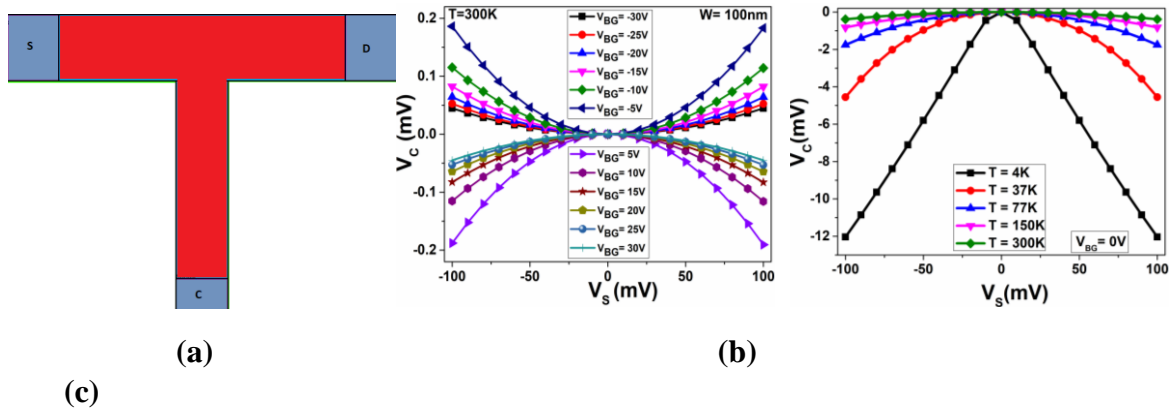 S
D
C
(a)
T=300K
W= 100nm
V_BG= -30V
V_BG= -25V
V_BG= -20V
V_BG= -15V
V_BG= -10V
V_BG= -5V
V_BG= 5V
V_BG= 10V
V_BG= 15V
V_BG= 20V
V_BG= 25V
V_BG= 30V
V_C (mV)
0.2
0.1
0.0
-0.1
-0.2
-100
-50
0
50
100
V_S (mV)
(b)
V_C (mV)
0
-2
-4
-6
-8
-10
-12
T = 4K
T = 37K
T = 77K
T = 150K
T = 300K
V_BG= 0V
-100
-50
0
50
100
V_S (mV)
(c)